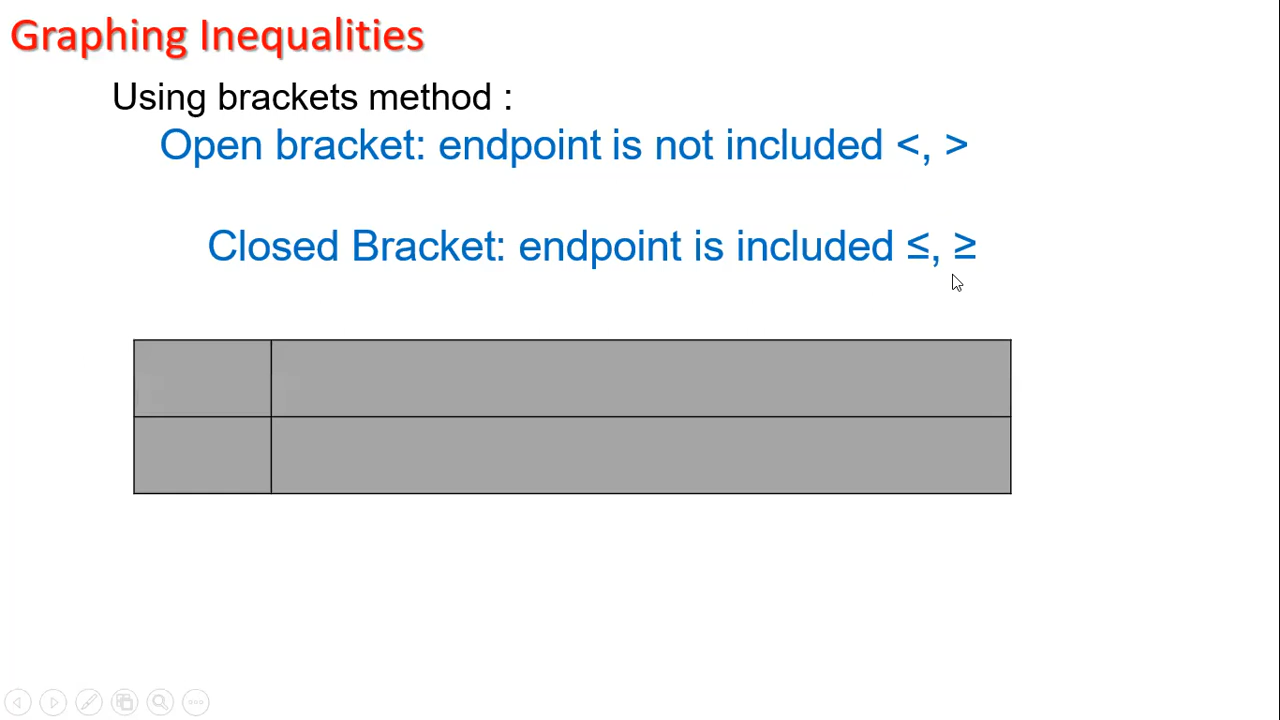 Graphing Inequalities
Using brackets method :
Open bracket: endpoint is not included <, >
Closed Bracket: endpoint is included ≤, ≥